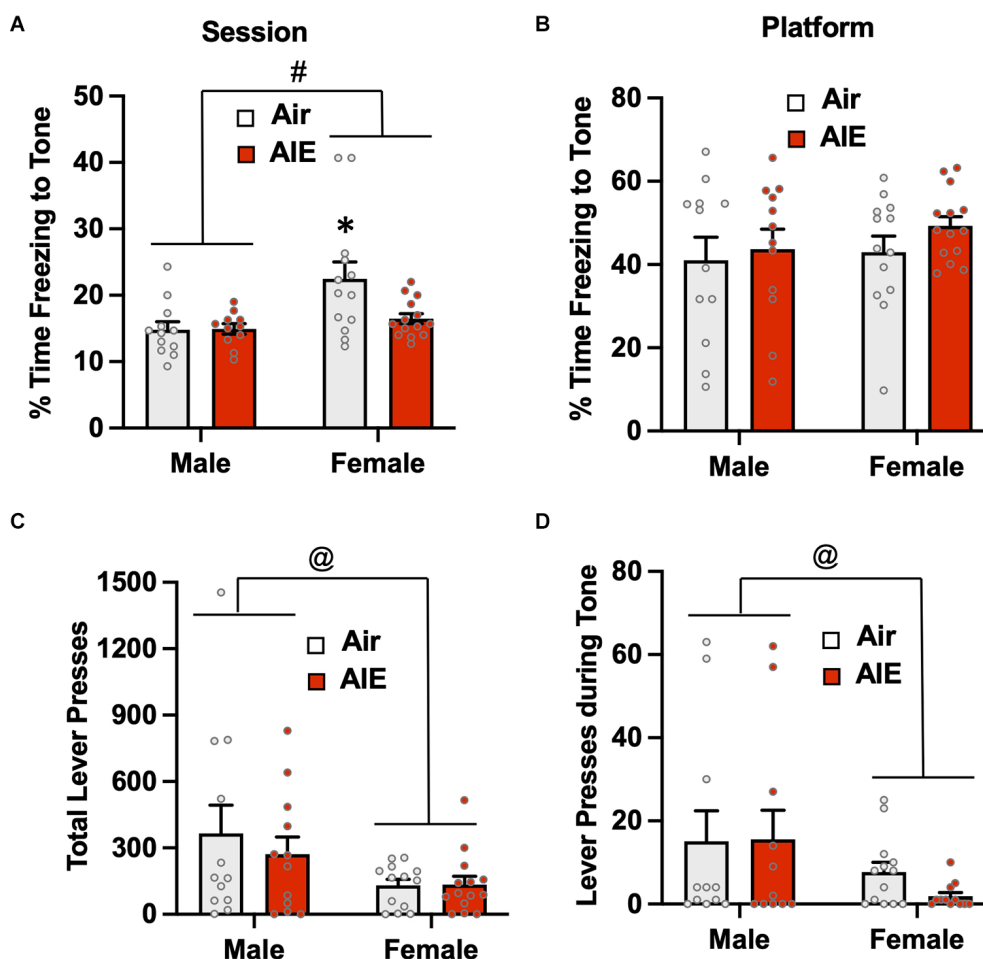 A
Session
#
% Time Freezing to Tone
50
40
30
20
10
0
Air
AIE
*
Male
Female
B
Platform
% Time Freezing to Tone
80
60
40
20
0
Air
AIE
Male
Female
C
@
Total Lever Presses
1500
1200
900
600
300
0
Air
AIE
Male
Female
D
@
Lever Presses during Tone
80
60
40
20
0
Air
AIE
Male
Female